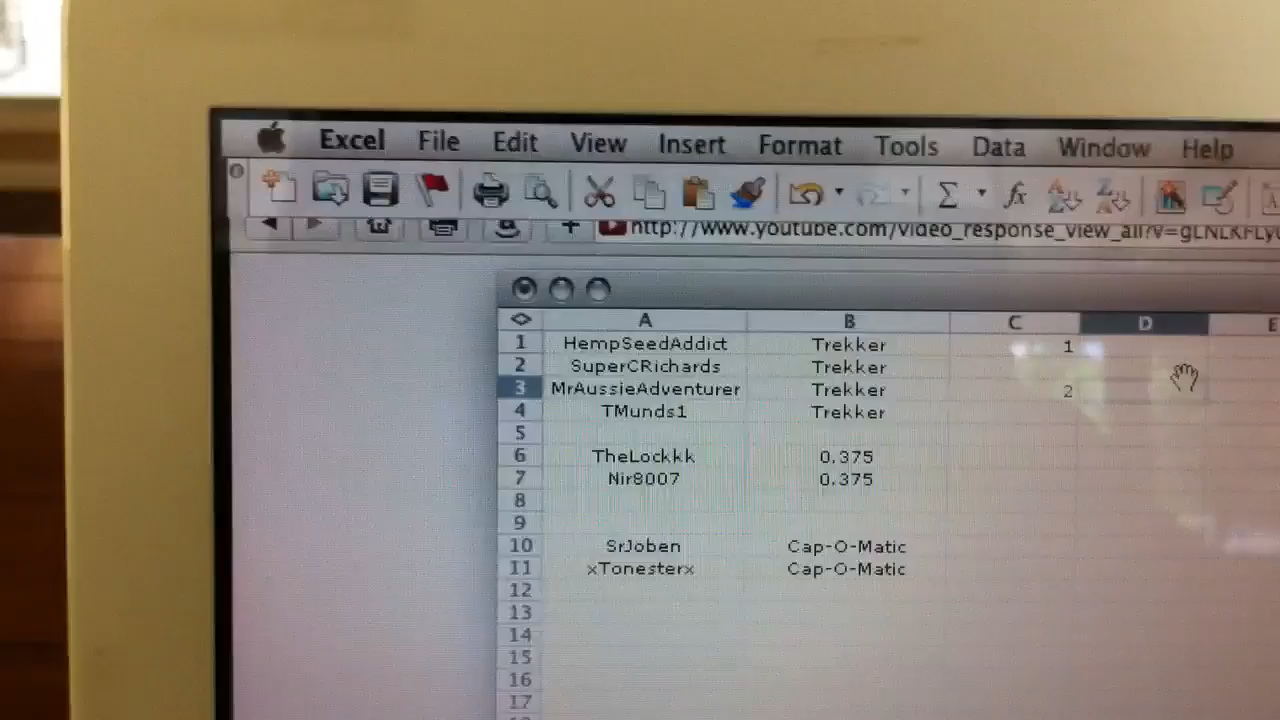 Excel File Edit View Insert Format Tools Data Window Help
http://www.youtube.com/video_response_view_all?v=gLNLKFLy
A B C D E
1 HempSeedAddict Trekker 1
2 SuperCRichards Trekker
3 MrAussieAdventurer Trekker 2
4 TMunds1 Trekker
5
6 TheLockkk 0.375
7 Nir8007 0.375
8
9
10 SrJoben Cap-O-Matic
11 xTonesterx Cap-O-Matic
12
13
14
15
16
17